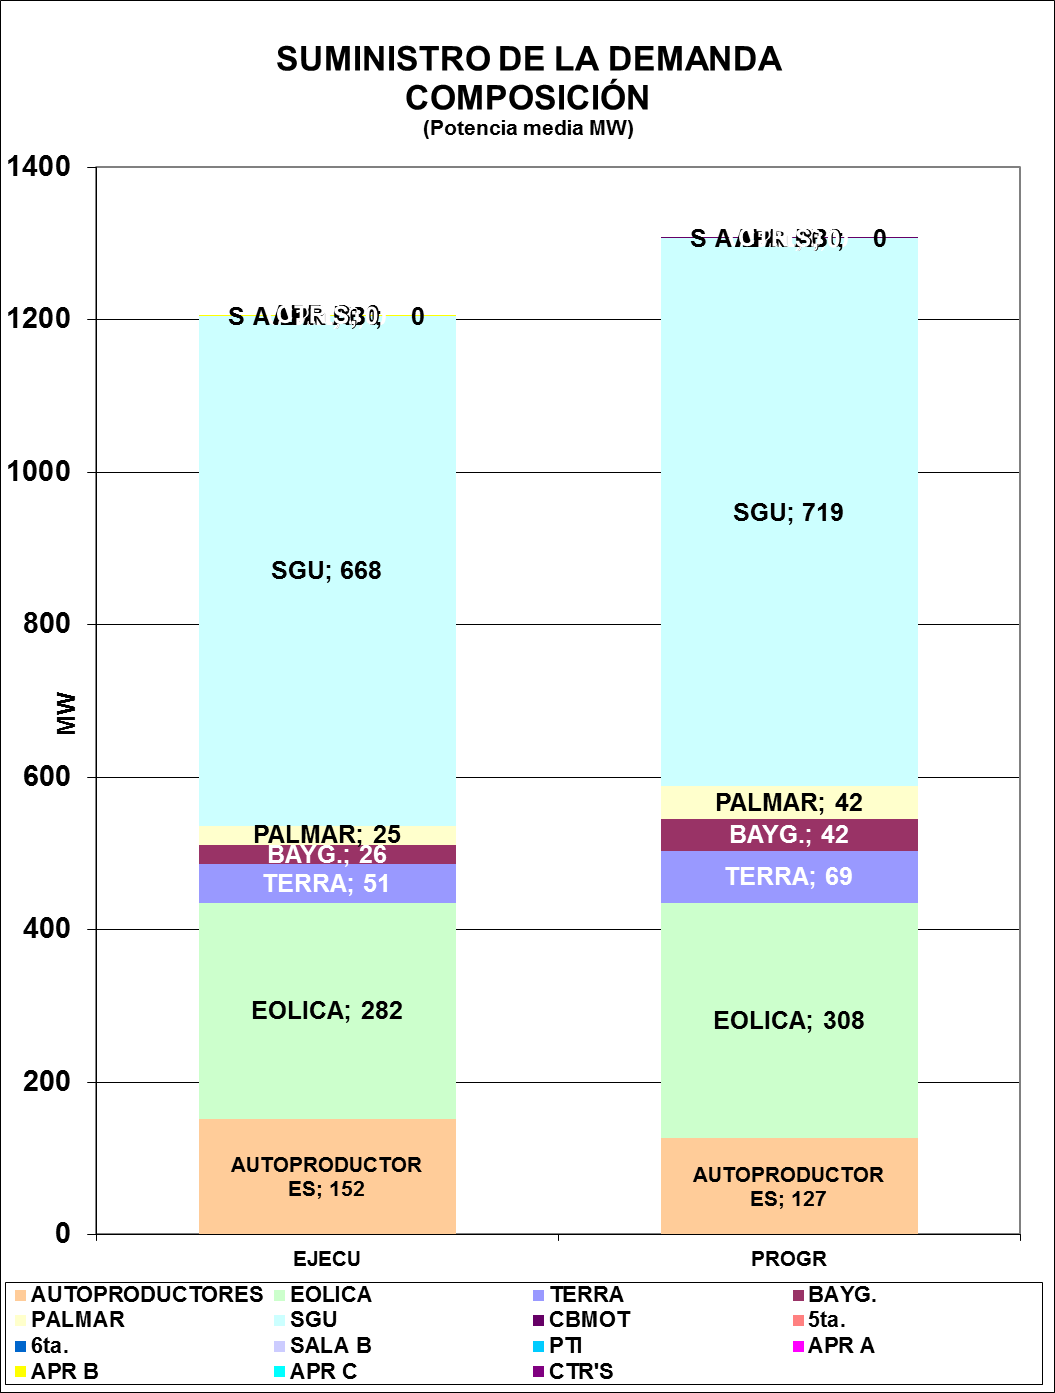 SUMINISTRO DE LA DEMANDA
COMPOSICIÓN
(Potencia media MW)
1400
1200
1000
800
600
400
200
0
MW
0
SGU; 668
PALMAR; 25
BAYG.; 26
TERRA; 51
EOLICA; 282
AUTOPRODUCTOR
ES; 152
0
SGU; 719
PALMAR; 42
BAYG.; 42
TERRA; 69
EOLICA; 308
AUTOPRODUCTOR
ES; 127
EJECU PROGR
AUTOPRODUCTORES EOLICA TERRA BAYG.
PALMAR SGU CBMOT 5ta.
6ta. SALA B PTI APR A
APR B APR C CTR'S